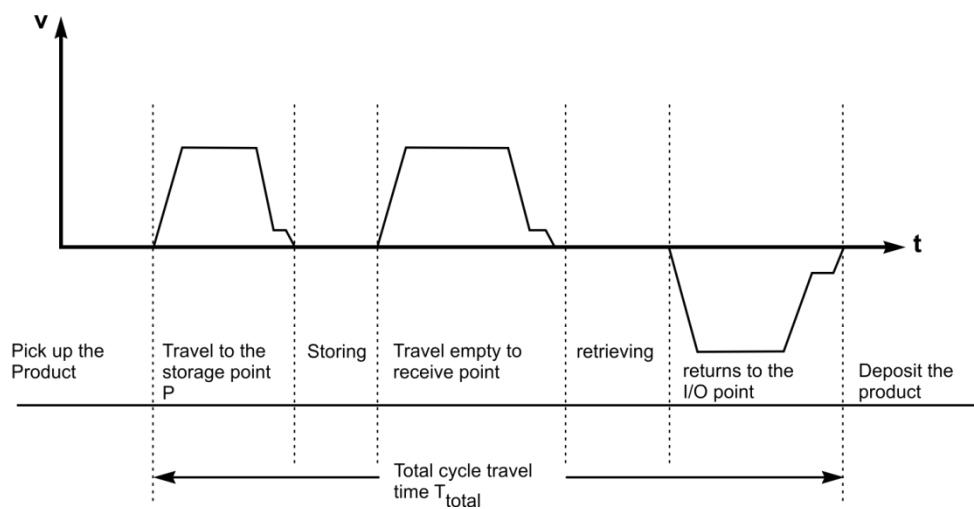 v
t
Pick up the
Product
Travel to the
storage point
P
Storing
Travel empty to
receive point
retrieving
returns to the
I/O point
Deposit the
product
Total cycle travel
time T_total